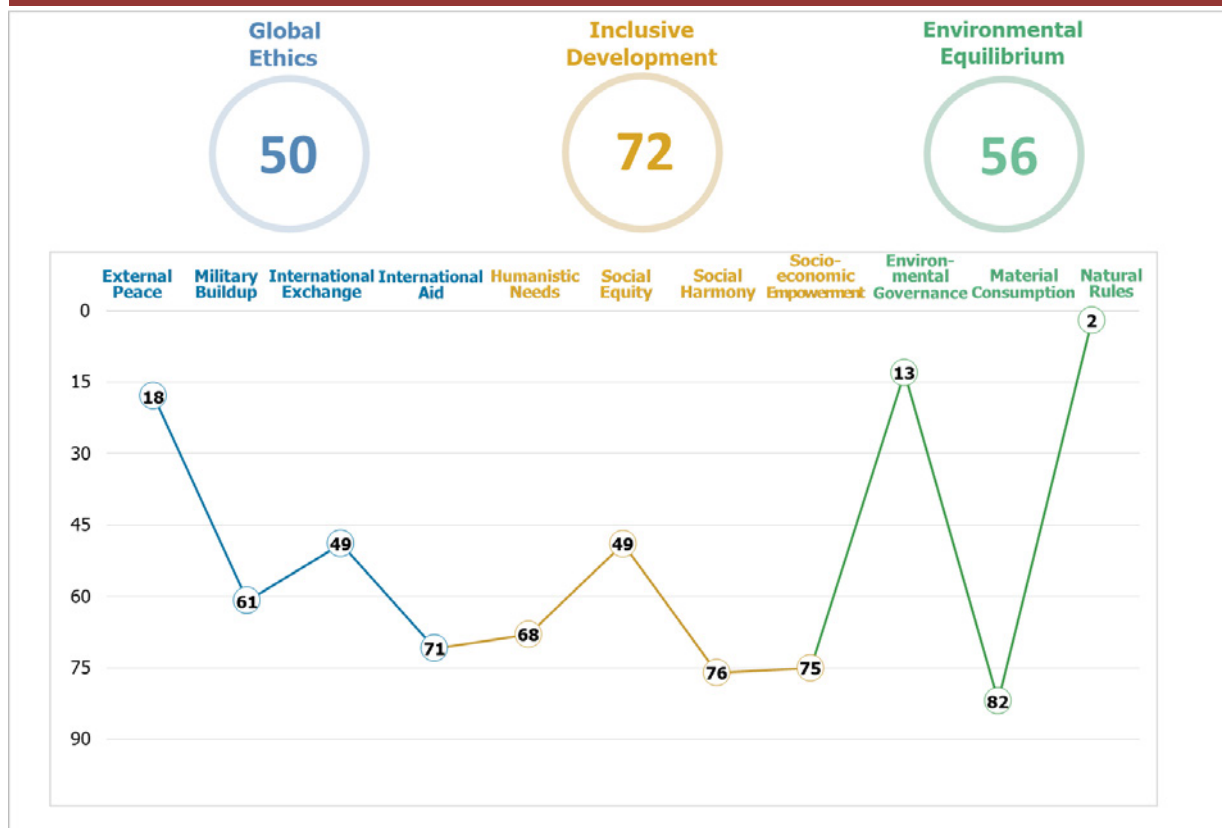 Global
Ethics
Inclusive
Development
Environmental
Equilibrium
50
72
56
External
Peace
Military
Buildup
International
Exchange
International
Aid
Humanistic
Needs
Social
Equity
Social
Harmony
Socio-
economic
Empowerment
Environ-
mental
Governance
Material
Consumption
Natural
Rules
0
15
30
45
60
75
90
18
61
49
71
68
49
76
75
13
82
2